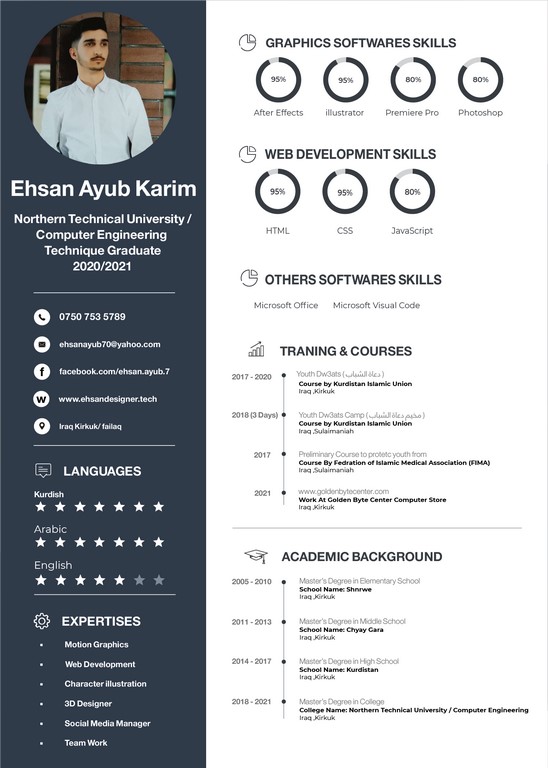 Ehsan Ayub Karim
Northern Technical University /
Computer Engineering
Technique Graduate
2020/2021
0750 753 5789
ehsanayub70@yahoo.com
facebook.com/ehsan.ayub.7
www.ehsandesigner.tech
Iraq Kirkuk/ failaq
LANGUAGES
Kurdish
Arabic
English
EXPERTISES
Motion Graphics
Web Development
Character illustration
3D Designer
Social Media Manager
Team Work
GRAPHICS SOFTWARES SKILLS
95% 95% 80% 80%
After Effects illustrator Premiere Pro Photoshop
WEB DEVELOPMENT SKILLS
95% 95% 80%
HTML CSS JavaScript
OTHERS SOFTWARES SKILLS
Microsoft Office Microsoft Visual Code
TRANING & COURSES
2017 - 2020 Youth Dw3ats ( دعاة الشباب )
Course by Kurdistan Islamic Union
Iraq ,Kirkuk
2018 (3 Days) Youth Dw3ats Camp ( مخيم دعاة الشباب )
Course by Kurdistan Islamic Union
Iraq ,Sulaimaniah
2017 Preliminary Course to protetc youth from
Course By Fedration of Islamic Medical Association (FIMA)
Iraq ,Sulaimaniah
2021 www.goldenbytecenter.com
Work At Golden Byte Center Computer Store
Iraq ,Kirkuk
ACADEMIC BACKGROUND
2005 - 2010 Master's Degree in Elementary School
School Name: Shnrwe
Iraq ,Kirkuk
2011 - 2013 Master's Degree in Middle School
School Name: Chyay Gara
Iraq ,Kirkuk
2014 - 2017 Master's Degree in High School
School Name: Kurdistan
Iraq ,Kirkuk
2018 - 2021 Master's Degree in College
College Name: Northern Technical University / Computer Engineering
Iraq ,Kirkuk